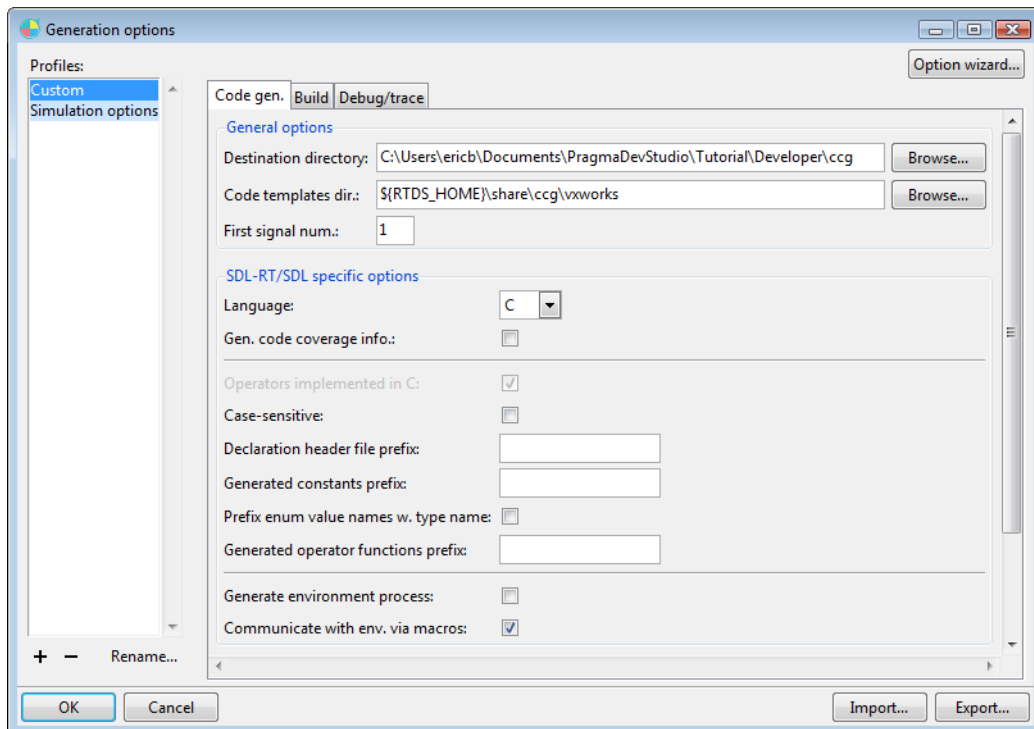 Generation options
Profiles:
Option wizard...
Custom
Simulation options
Code gen. Build Debug/trace
General options
Destination directory: C:\Users\ericb\Documents\PragmaDevStudio\Tutorial\Developer\ccg Browse...
Code templates dir.: ${RTDS_HOME}\share\ccg\vxworks Browse...
First signal num.: 1
SDL-RT/SDL specific options
Language: C
Gen. code coverage info.:
Operators implemented in C:
Case-sensitive:
Declaration header file prefix:
Generated constants prefix:
Prefix enum value names w. type name:
Generated operator functions prefix:
Generate environment process:
Communicate with env. via macros:
+ − Rename...
OK Cancel Import... Export...